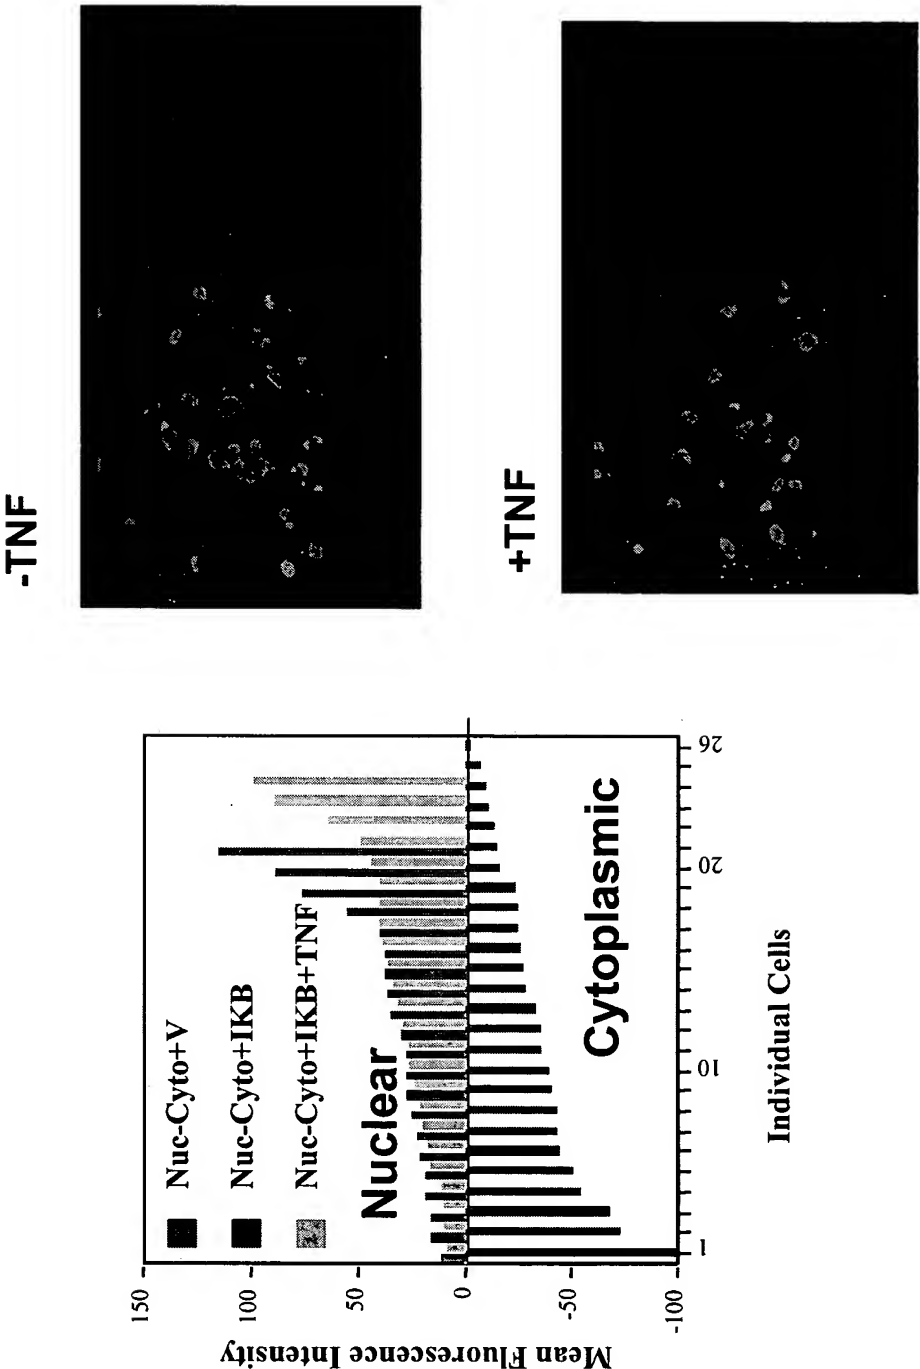 -TNF
+TNF
Nuc-Cyto+V
Nuc-Cyto+IKB
Nuc-Cyto+IKB+TNF
Nuclear
Cytoplasmic
Mean Fluorescence Intensity
150
100
50
0
-50
-100
1
10
20
26
Individual Cells